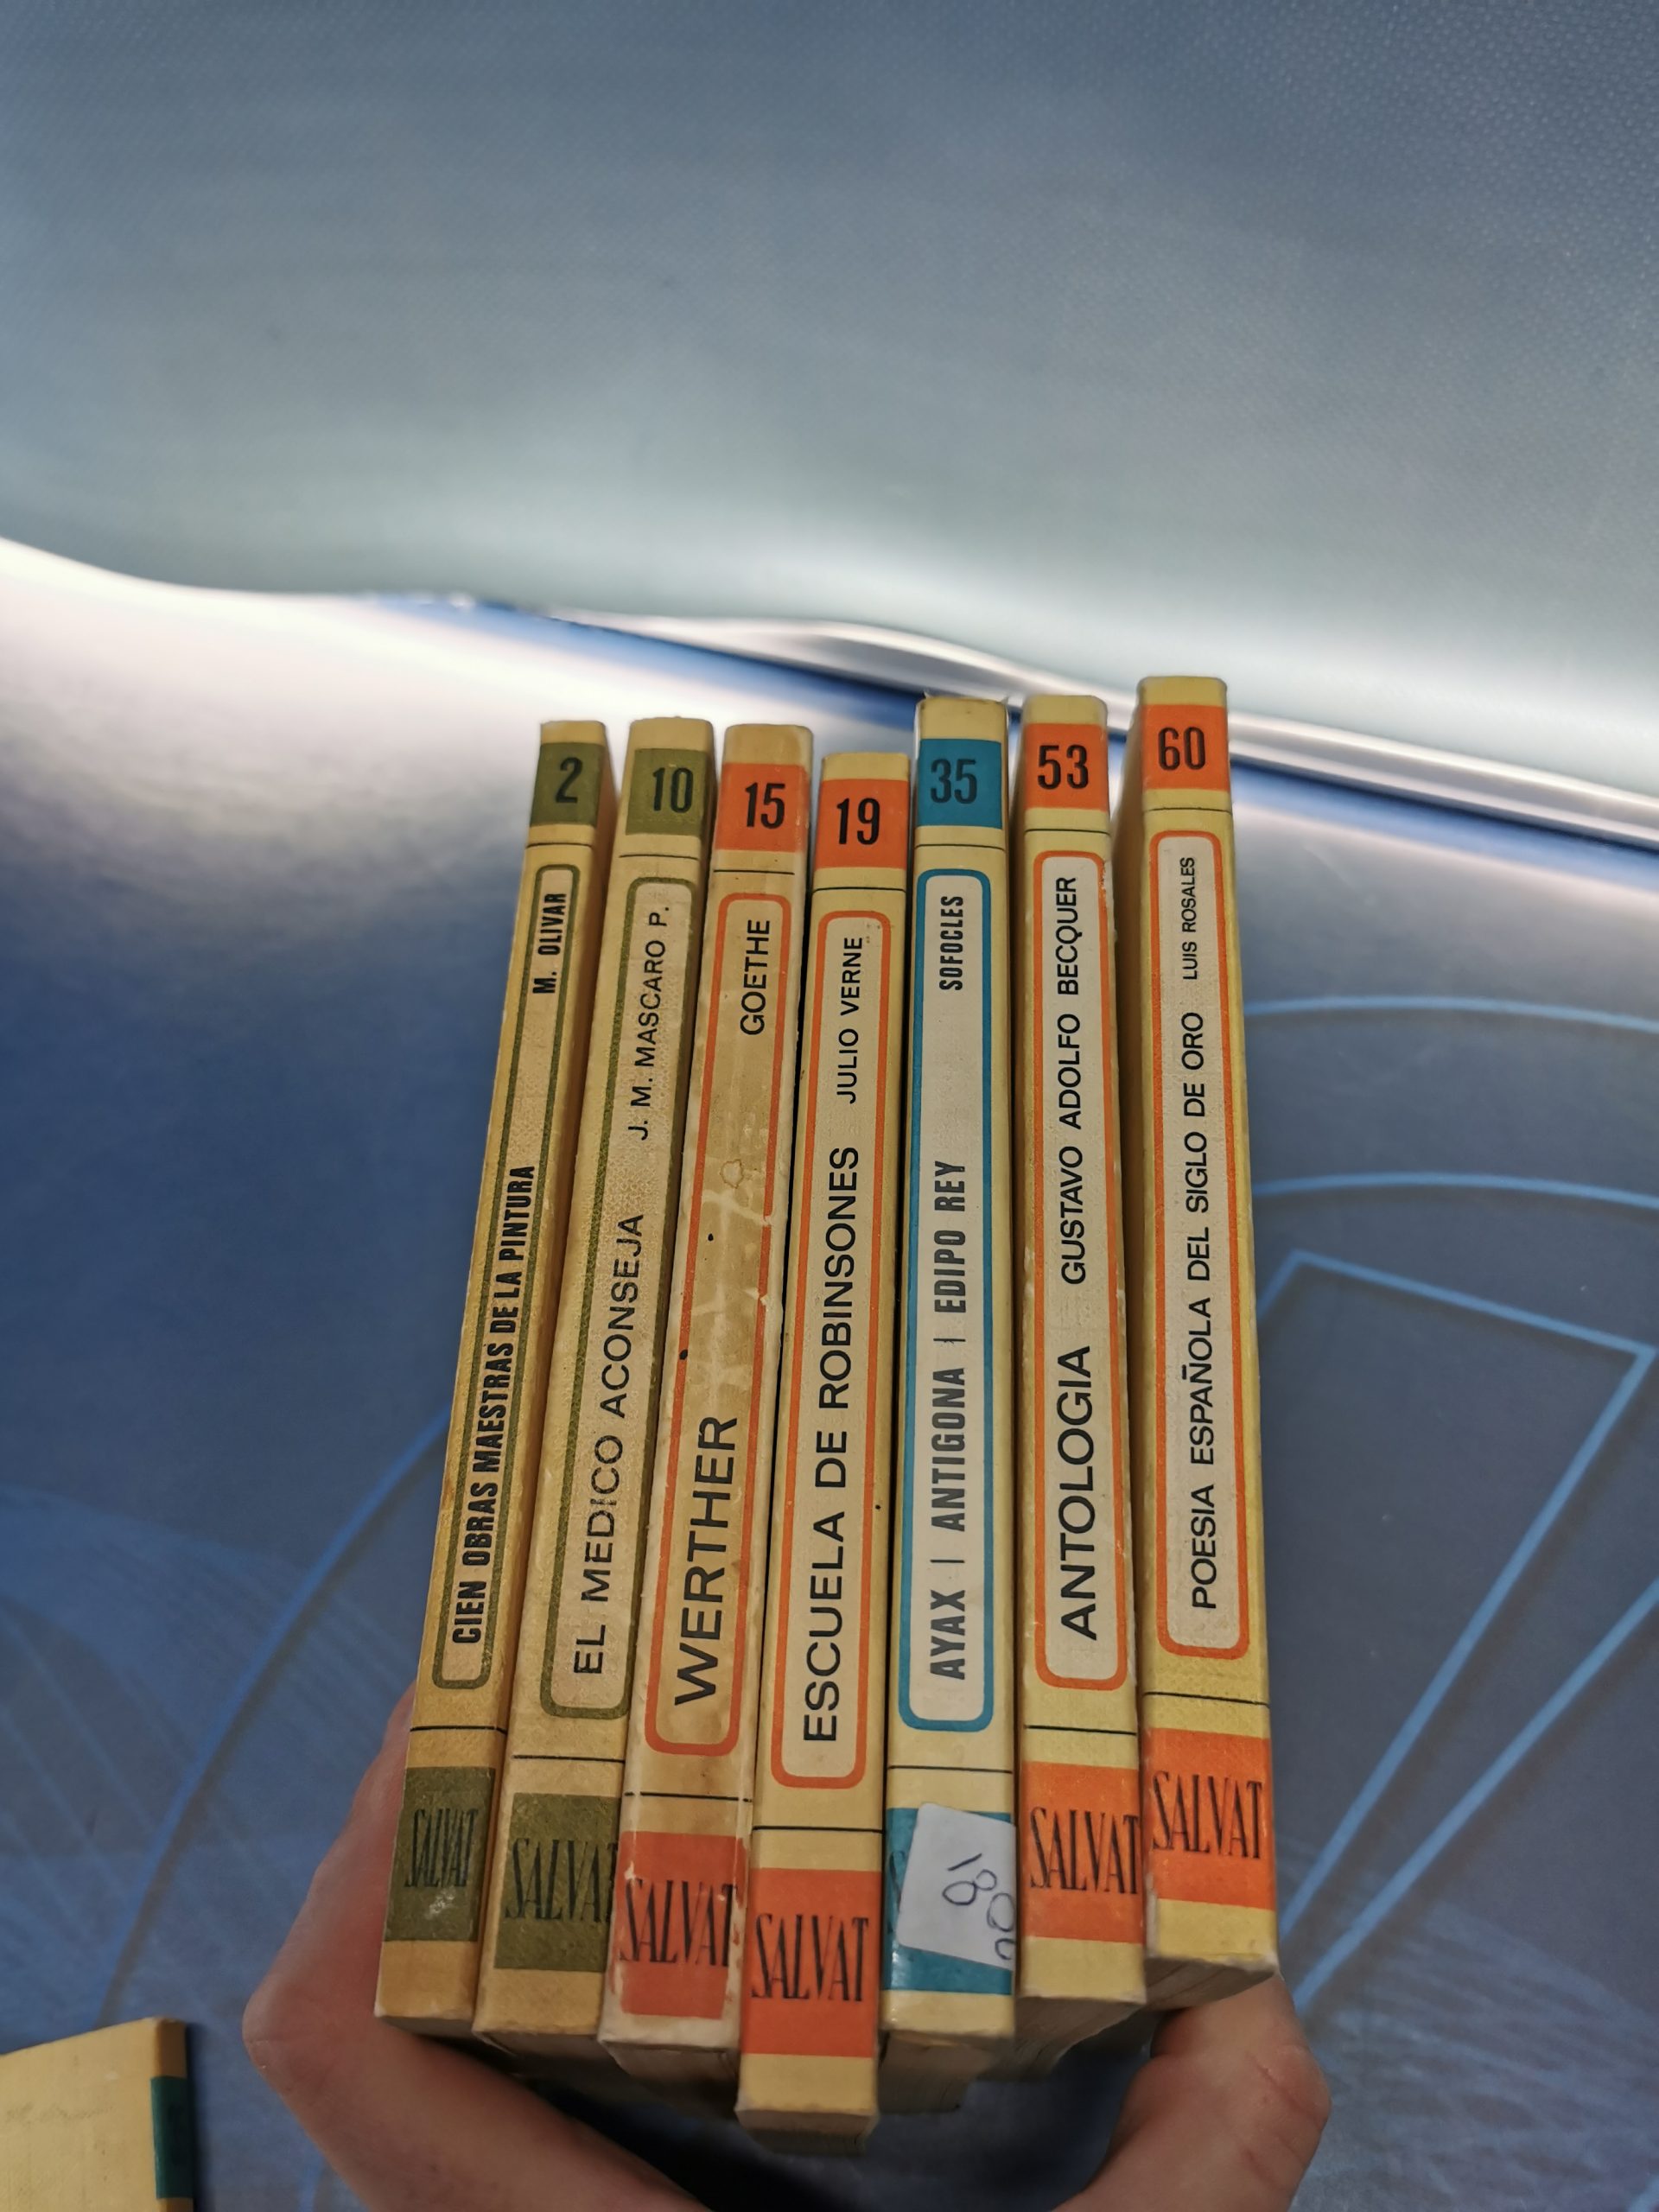 2
M. OLIVAR
CIEN OBRAS MAESTRAS DE LA PINTURA
SALVAT
10
J. M. MASCARO P.
EL MEDICO ACONSEJA
SALVAT
15
GOETHE
WERTHER
SALVAT
19
JULIO VERNE
ESCUELA DE ROBINSONES
SALVAT
35
SOFOCLES
AYAX | ANTIGONA | EDIPO REY
53
GUSTAVO ADOLFO BECQUER
ANTOLOGIA
SALVAT
60
LUIS ROSALES
POESIA ESPAÑOLA DEL SIGLO DE ORO
SALVAT